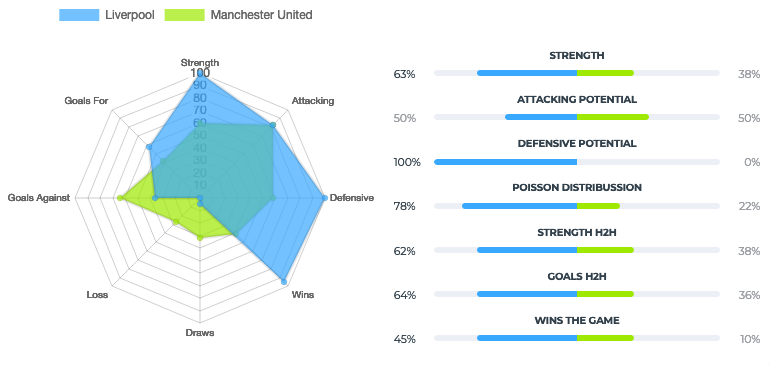 Liverpool
Manchester United
Strength
100
90
80
70
60
50
40
30
20
10
0
Attacking
Defensive
Wins
Draws
Loss
Goals Against
Goals For
STRENGTH
63% 38%
ATTACKING POTENTIAL
50% 50%
DEFENSIVE POTENTIAL
100% 0%
POISSON DISTRIBUSSION
78% 22%
STRENGTH H2H
62% 38%
GOALS H2H
64% 36%
WINS THE GAME
45% 10%